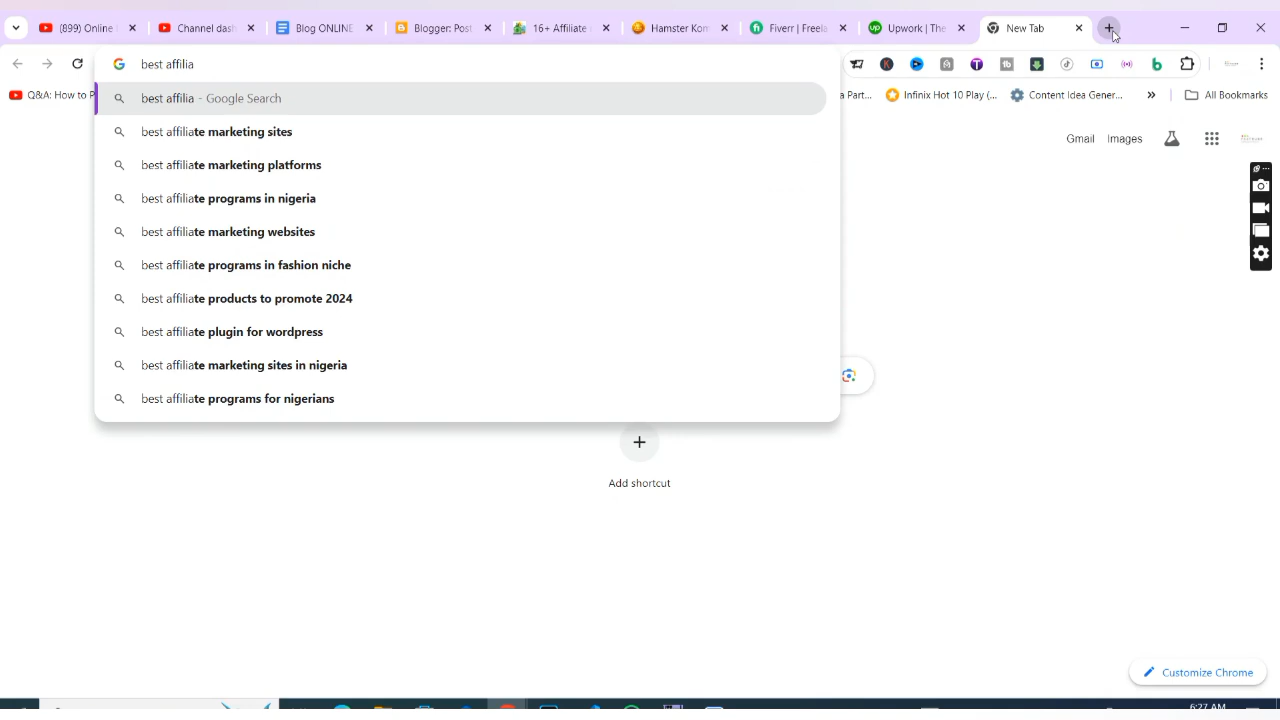 (899) Online
Channel dash
Blog ONLINE
Blogger: Post
16+ Affiliate
Hamster Kom
Fiverr | Freela
Upwork | The
New Tab
best affilia
Q&A: How to P
a Part...
Infinix Hot 10 Play (...
Content Idea Gener...
All Bookmarks
best affilia - Google Search
best affiliate marketing sites
best affiliate marketing platforms
best affiliate programs in nigeria
best affiliate marketing websites
best affiliate programs in fashion niche
best affiliate products to promote 2024
best affiliate plugin for wordpress
best affiliate marketing sites in nigeria
best affiliate programs for nigerians
Gmail
Images
Add shortcut
Customize Chrome
6:27 AM